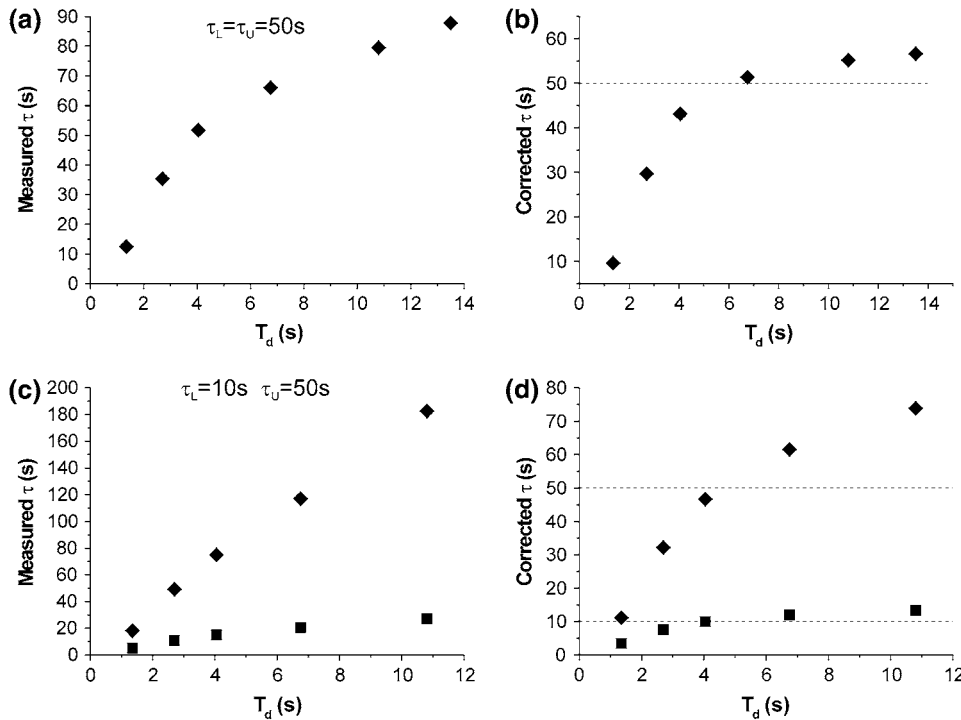 (a)
τL=τU=50s
Measured τ (s)
90
80
70
60
50
40
30
20
10
0
0 2 4 6 8 10 12 14
Td (s)
(b)
Corrected τ (s)
60
50
40
30
20
10
0 2 4 6 8 10 12 14
Td (s)
(c)
τL=10s τU=50s
Measured τ (s)
200
180
160
140
120
100
80
60
40
20
0
0 2 4 6 8 10 12
Td (s)
(d)
Corrected τ (s)
80
70
60
50
40
30
20
10
0
0 2 4 6 8 10 12
Td (s)